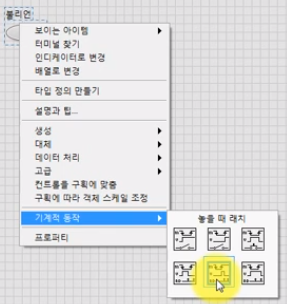 불리언
보이는 아이템
터미널 찾기
인디케이터로 변경
배열로 변경
타입 정의 만들기
설명과 팁...
생성
대체
데이터 처리
고급
컨트롤을 구획에 맞춤
구획에 따라 객체 스케일 조정
기계적 동작
놓을 때 래치
프로퍼티